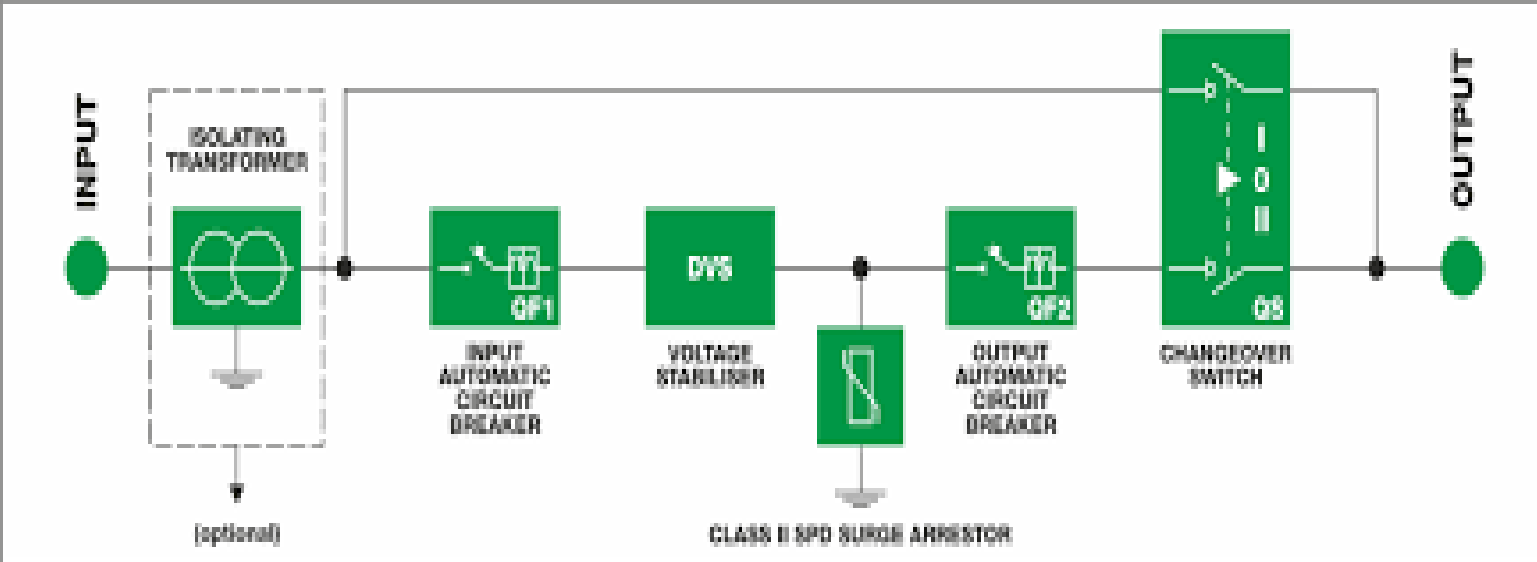 INPUT
ISOLATING
TRANSFORMER
(optional)
QF1
INPUT
AUTOMATIC
CIRCUIT
BREAKER
DVS
VOLTAGE
STABILISER
CLASS II SPD SURGE ARRESTOR
QF2
OUTPUT
AUTOMATIC
CIRCUIT
BREAKER
I
0
II
QS
CHANGEOVER
SWITCH
OUTPUT